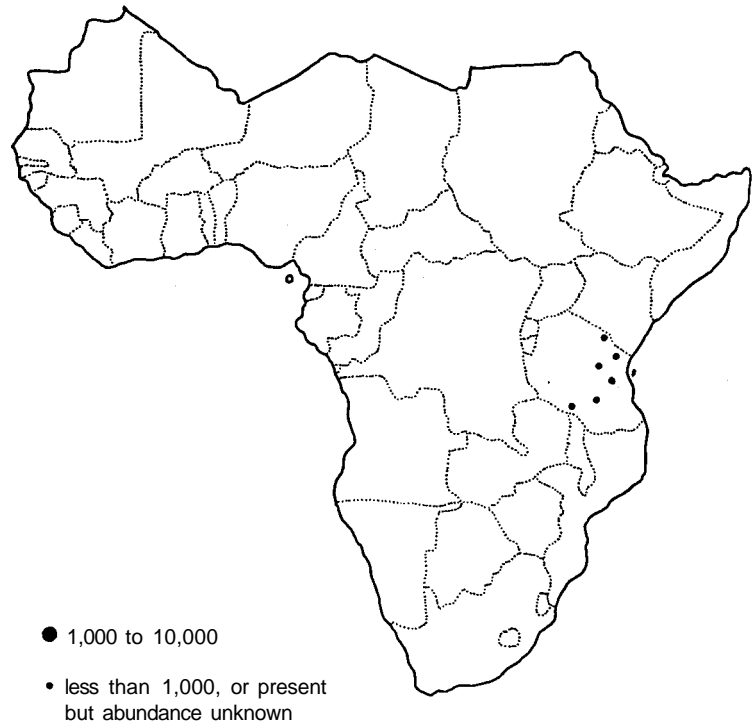 1,000 to 10,000
less than 1,000, or present
but abundance unknown